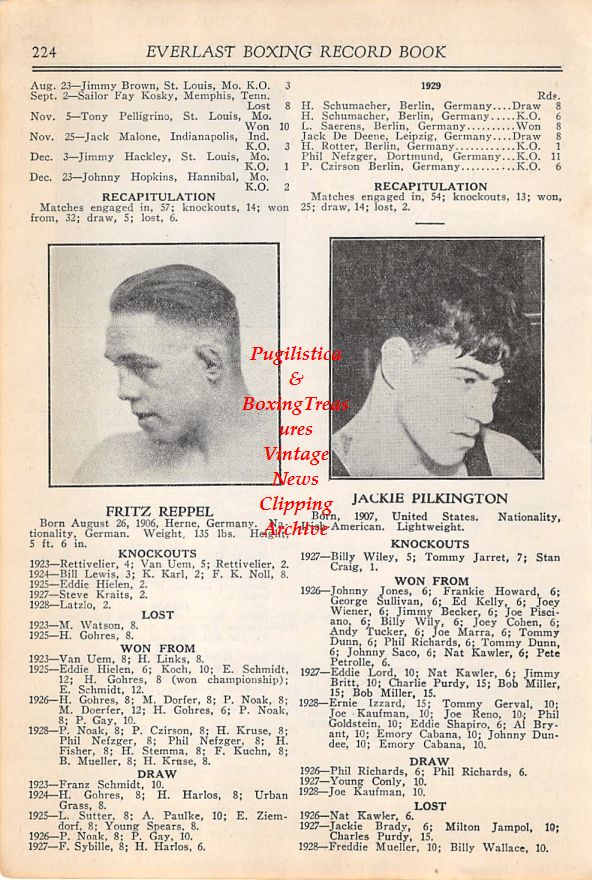 224 EVERLAST BOXING RECORD BOOK
Aug. 23—Jimmy Brown, St. Louis, Mo. K.O. 3
Sept. 2—Sailor Fay Kosky, Memphis, Tenn.
Lost 8
Nov. 5—Tony Pelligrino, St. Louis, Mo.
Won 10
Nov. 25—Jack Malone, Indianapolis, Ind.
K.O. 3
Dec. 3—Jimmy Hackley, St. Louis, Mo.
K.O. 1
Dec. 23—Johnny Hopkins, Hannibal, Mo.
K.O. 2
RECAPITULATION
Matches engaged in, 57; knockouts, 14; won
from, 32; draw, 5; lost, 6.
FRITZ REPPEL
Born August 26, 1906, Herne, Germany. Na-
tionality, German. Weight, 135 lbs. Height,
5 ft. 6 in.
KNOCKOUTS
1923—Rettivelier, 4; Van Uem, 5; Rettivelier, 2.
1924—Bill Lewis, 3; K. Karl, 2; F. K. Noll, 8.
1925—Eddie Hielen, 2.
1927—Steve Kraits, 2.
1928—Latzlo, 2.
LOST
1923—M. Watson, 8.
1925—H. Gohres, 8.
WON FROM
1923—Van Uem, 8; H. Links, 8.
1925—Eddie Hielen, 6; Koch, 10; E. Schmidt,
12; H. Gohres, 8 (won championship);
E. Schmidt, 12.
1926—H. Gohres, 8; M. Dorfer, 8; P. Noak, 8;
M. Doerfer, 12; H. Gohres, 6; P. Noak,
8; P. Gay, 10.
1928—P. Noak, 8; P. Czirson, 8; H. Kruse, 8;
Phil Nefzger, 8; Phil Nefzger, 8; H.
Fisher, 8; H. Stemma, 8; F. Kuchn, 8;
B. Mueller, 8; H. Kruse, 8.
DRAW
1923—Franz Schmidt, 10.
1924—H. Gohres, 8; H. Harlos, 8; Urban
Grass, 8.
1925—L. Sutter, 8; A. Paulke, 10; E. Ziem-
dorf, 8; Young Spears, 8.
1926—P. Noak, 8; P. Gay, 10.
1927—F. Sybille, 8; H. Harlos, 6.
1929
Rds.
H. Schumacher, Berlin, Germany....Draw 8
H. Schumacher, Berlin, Germany.....K.O. 6
L. Saerens, Berlin, Germany..........Won 8
Jack De Deene, Leipzig, Germany....Draw 8
H. Rotter, Berlin, Germany...........K.O. 1
Phil Nefzger, Dortmund, Germany...K.O. 11
P. Czirson Berlin, Germany..........K.O. 6
RECAPITULATION
Matches engaged in, 54; knockouts, 13; won,
25; draw, 14; lost, 2.
JACKIE PILKINGTON
Born, 1907, United States. Nationality,
Irish-American. Lightweight.
KNOCKOUTS
1927—Billy Wiley, 5; Tommy Jarret, 7; Stan
Craig, 1.
WON FROM
1926—Johnny Jones, 6; Frankie Howard, 6;
George Sullivan, 6; Ed Kelly, 6; Joey
Wiener, 6; Jimmy Becker, 6; Joe Pisci-
ano, 6; Billy Wily, 6; Joey Cohen, 6;
Andy Tucker, 6; Joe Marra, 6; Tommy
Dunn, 6; Phil Richards, 6; Tommy Dunn,
6; Johnny Saco, 6; Nat Kawler, 6; Pete
Petrolle, 6.
1927—Eddie Lord, 10; Nat Kawler, 6; Jimmy
Britt, 10; Charlie Purdy, 15; Bob Miller,
15; Bob Miller, 15.
1928—Ernie Izzard, 15; Tommy Gerval, 10;
Joe Kaufman, 10; Joe Reno, 10; Phil
Goldstein, 10; Eddie Shapiro, 6; Al Bry-
ant, 10; Emory Cabana, 10; Johnny Dun-
dee, 10; Emory Cabana, 10.
DRAW
1926—Phil Richards, 6; Phil Richards, 6.
1927—Young Conly, 10.
1928—Joe Kaufman, 10.
LOST
1926—Nat Kawler, 6.
1927—Jackie Brady, 6; Milton Jampol, 10;
Charles Purdy, 15.
1928—Freddie Mueller, 10; Billy Wallace, 10.
Pugilistica
&
BoxingTreas
ures
Vintage
News
Clipping
Archive